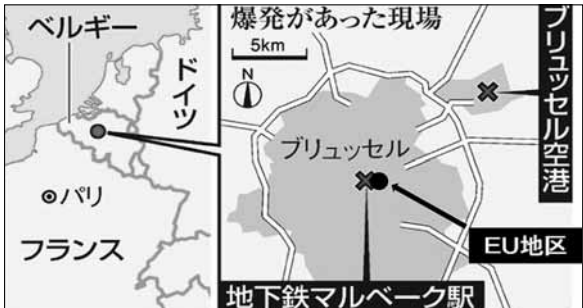 ベルギー
ドイツ
パリ
フランス
爆発があった現場
5km
N
ブリュッセル
ブリュッセル空港
EU地区
地下鉄マルベーク駅